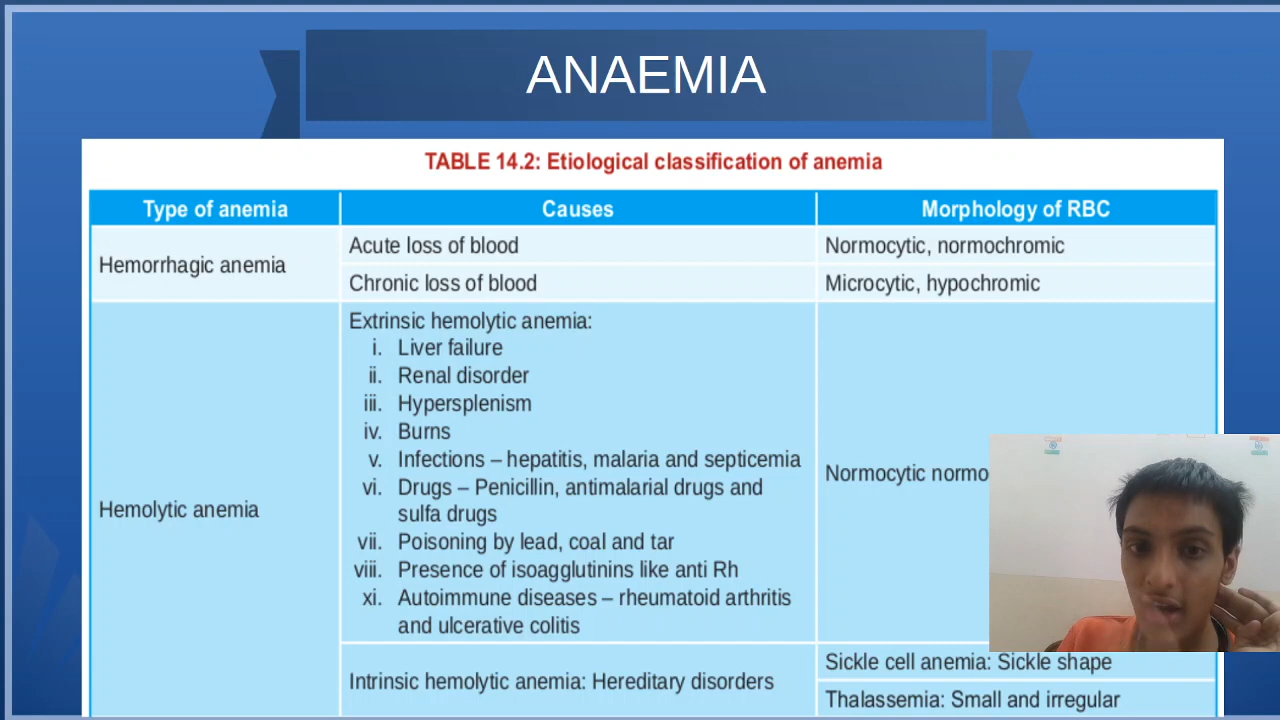 ANAEMIA
TABLE 14.2: Etiological classification of anemia
Type of anemia
Causes
Morphology of RBC
Hemorrhagic anemia
Acute loss of blood
Normocytic, normochromic
Chronic loss of blood
Microcytic, hypochromic
Hemolytic anemia
Extrinsic hemolytic anemia:
i. Liver failure
ii. Renal disorder
iii. Hypersplenism
iv. Burns
v. Infections – hepatitis, malaria and septicemia
vi. Drugs – Penicillin, antimalarial drugs and
sulfa drugs
vii. Poisoning by lead, coal and tar
viii. Presence of isoagglutinins like anti Rh
xi. Autoimmune diseases – rheumatoid arthritis
and ulcerative colitis
Normocytic normo
Intrinsic hemolytic anemia: Hereditary disorders
Sickle cell anemia: Sickle shape
Thalassemia: Small and irregular